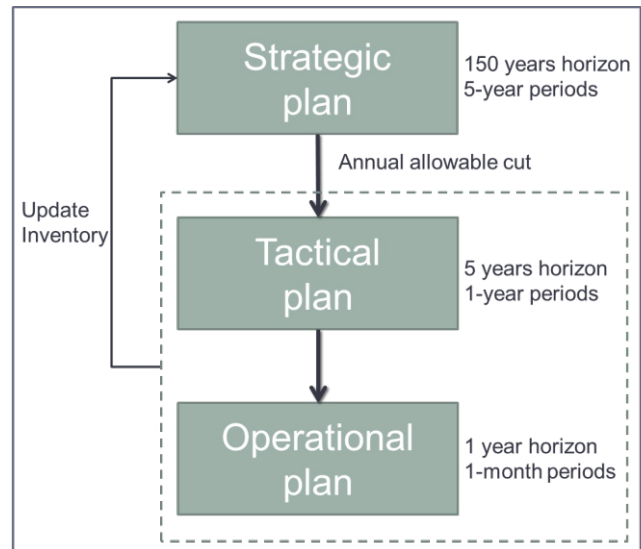 Strategic
plan
150 years horizon
5-year periods
Annual allowable cut
Update
Inventory
Tactical
plan
5 years horizon
1-year periods
Operational
plan
1 year horizon
1-month periods